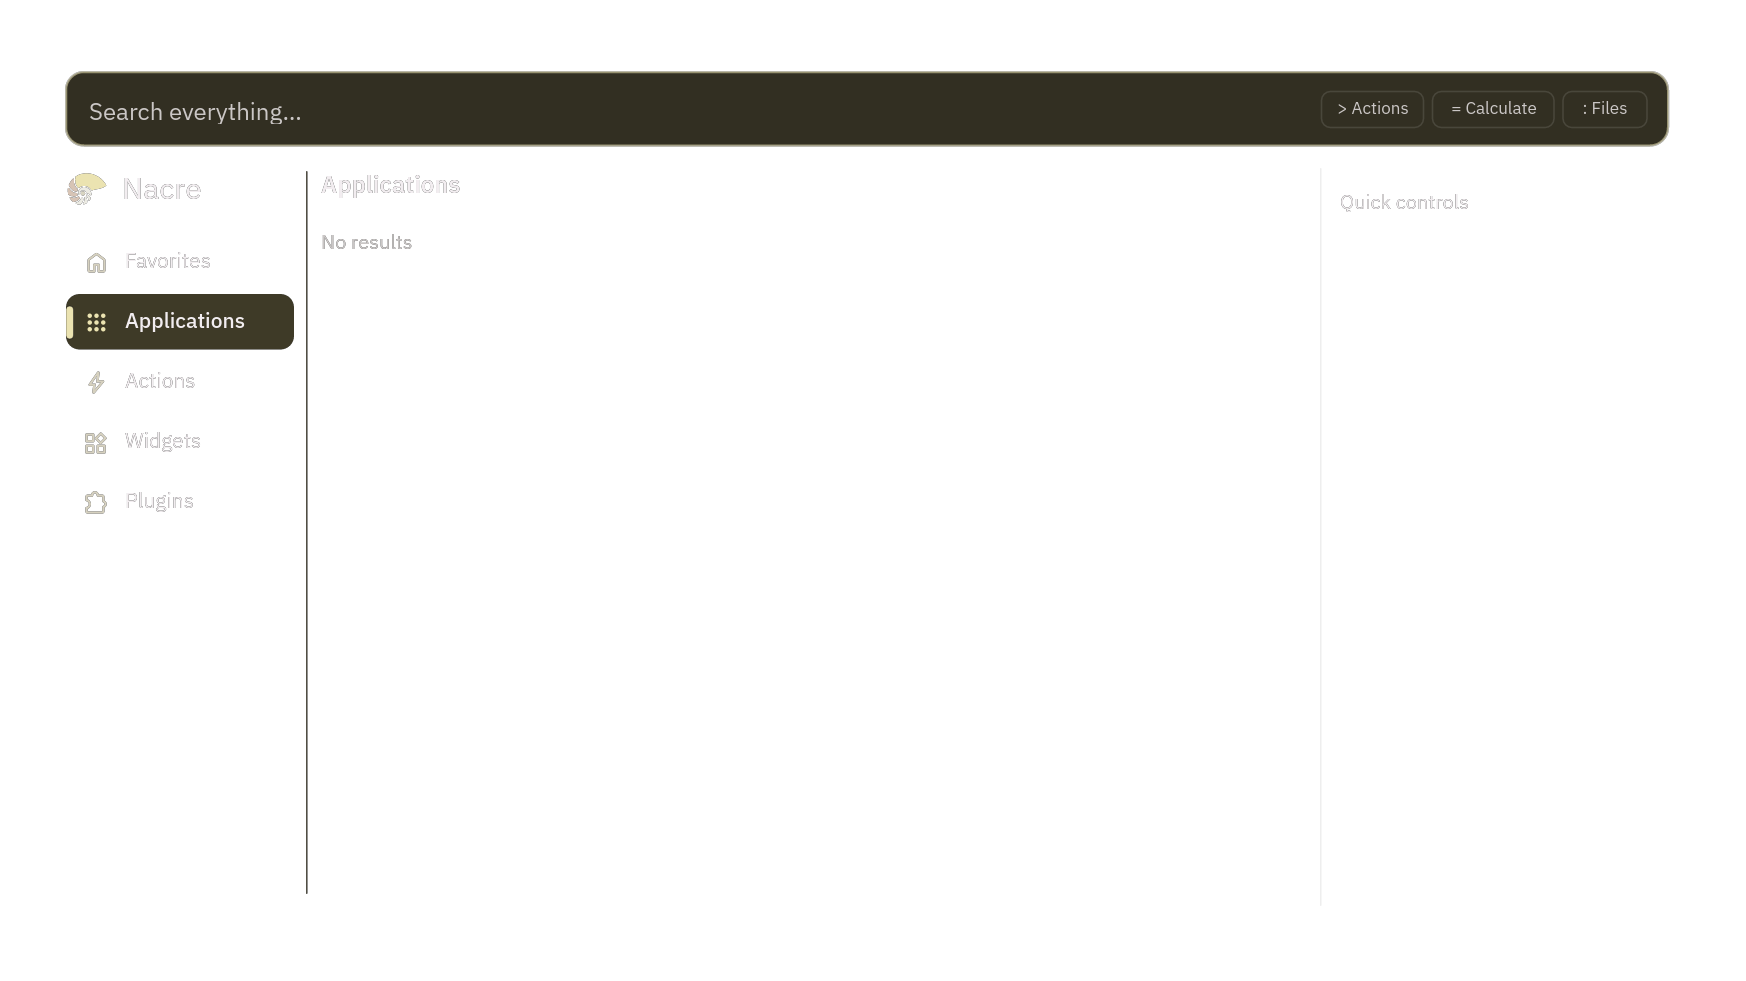 Search everything...
> Actions
= Calculate
: Files
Nacre
Favorites
Applications
Actions
Widgets
Plugins
Applications
No results
Quick controls